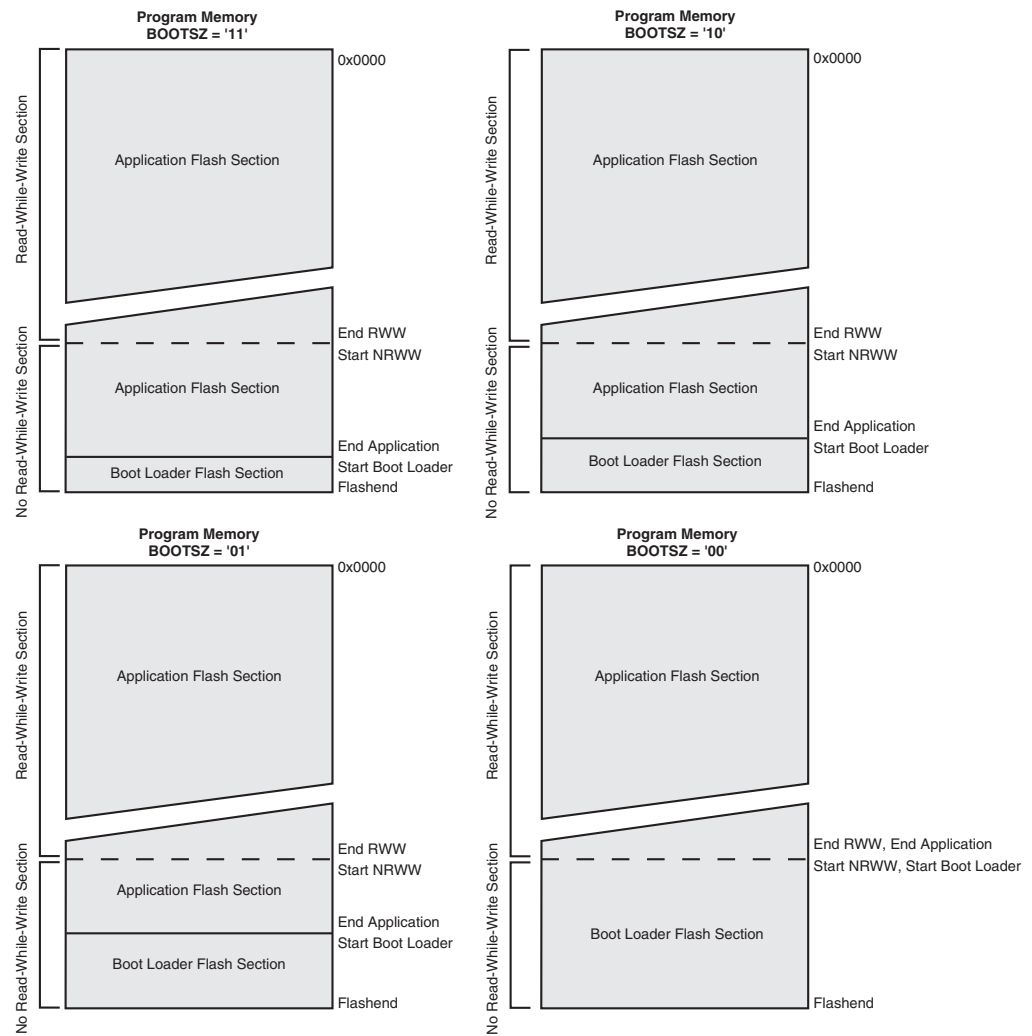 Program Memory
BOOTSZ = '11'
0x0000
Read-While-Write Section
Application Flash Section
End RWW
Start NRWW
No Read-While-Write Section
Application Flash Section
End Application
Start Boot Loader
Boot Loader Flash Section
Flashend
Program Memory
BOOTSZ = '10'
0x0000
Read-While-Write Section
Application Flash Section
End RWW
Start NRWW
No Read-While-Write Section
Application Flash Section
End Application
Start Boot Loader
Boot Loader Flash Section
Flashend
Program Memory
BOOTSZ = '01'
0x0000
Read-While-Write Section
Application Flash Section
End RWW
Start NRWW
No Read-While-Write Section
Application Flash Section
End Application
Start Boot Loader
Boot Loader Flash Section
Flashend
Program Memory
BOOTSZ = '00'
0x0000
Read-While-Write Section
Application Flash Section
End RWW, End Application
Start NRWW, Start Boot Loader
No Read-While-Write Section
Boot Loader Flash Section
Flashend